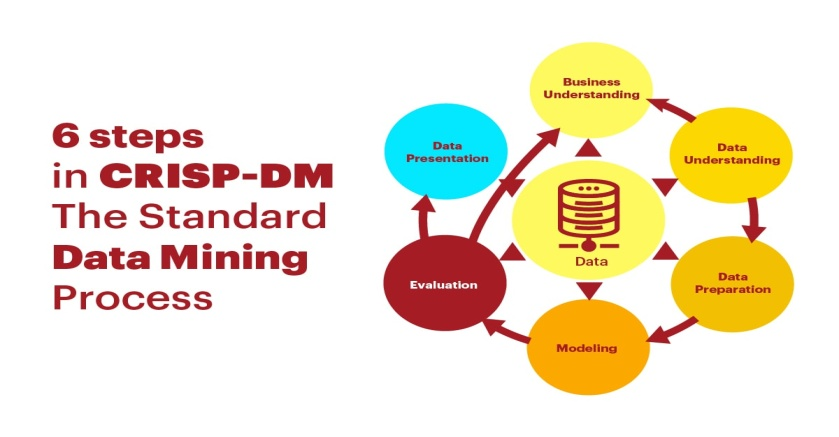 6 steps
in CRISP-DM
The Standard
Data Mining
Process
Business
Understanding
Data
Understanding
Data
Preparation
Modeling
Evaluation
Data
Presentation
Data